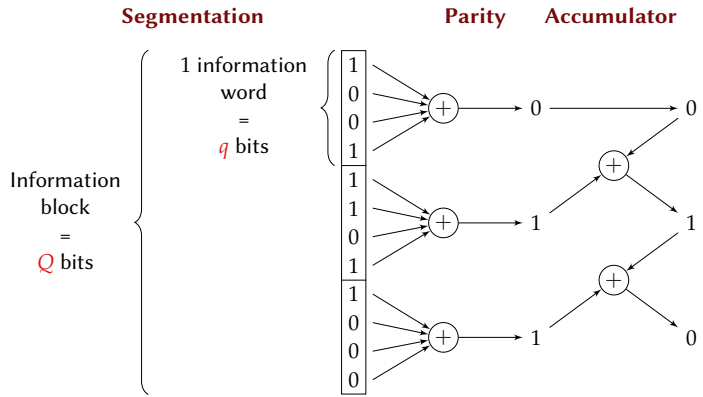 Segmentation
Parity
Accumulator
1 information
word
=
q bits
Information
block
=
Q bits
1
0
0
1
1
1
0
1
1
0
0
0
+
+
+
0
1
1
+
+
0
1
0